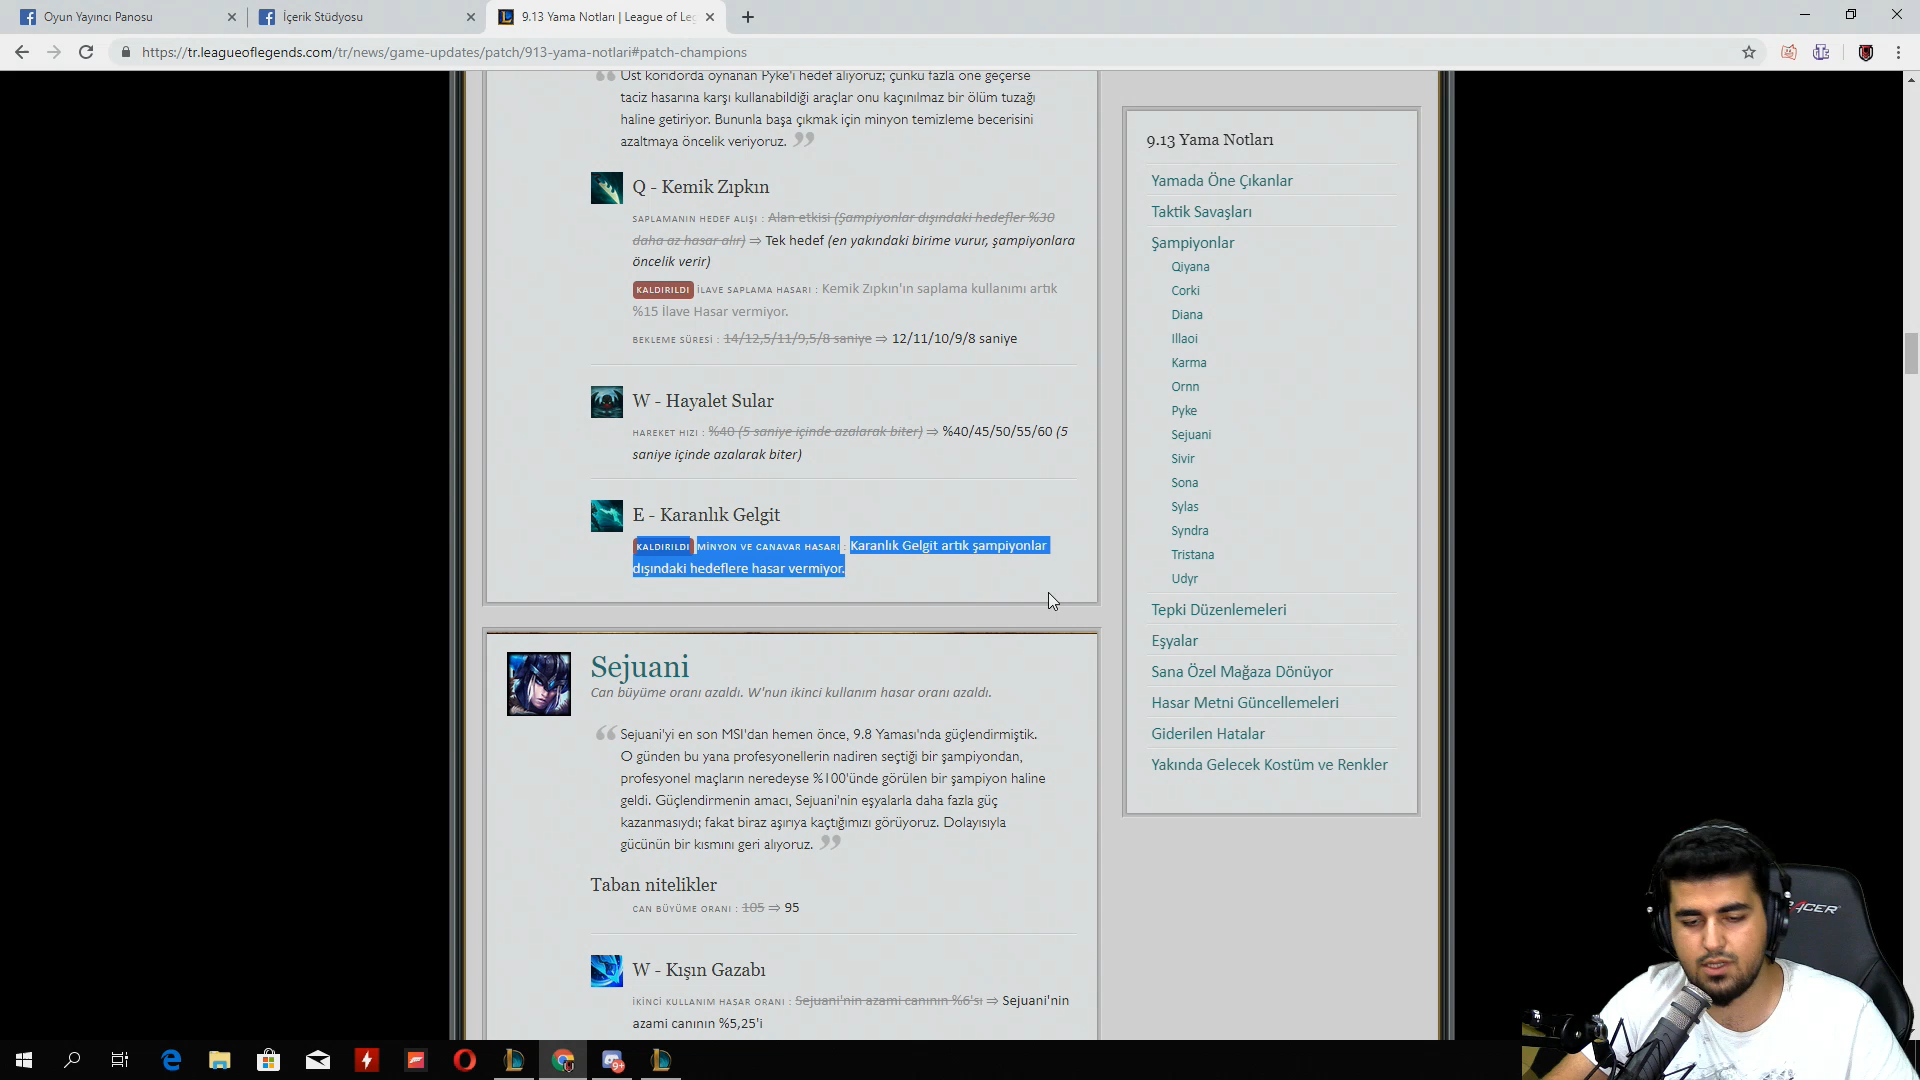 Oyun Yayıncı Panosu
İçerik Stüdyosu
9.13 Yama Notları | League of Le
https://tr.leagueoflegends.com/tr/news/game-updates/patch/913-yama-notlari#patch-champions
Üst koridorda oynanan Pyke'ı hedef alıyoruz; çünkü fazla öne geçerse
taciz hasarına karşı kullanabildiği araçlar onu kaçınılmaz bir ölüm tuzağı
haline getiriyor. Bununla başa çıkmak için minyon temizleme becerisini
azaltmaya öncelik veriyoruz.
Q - Kemik Zıpkın
SAPLAMANIN HEDEF ALIŞI : Alan etkisi (Şampiyonlar dışındaki hedefler %30
daha az hasar alır) ⇒ Tek hedef (en yakındaki birime vurur, şampiyonlara
öncelik verir)
KALDIRILDI İLAVE SAPLAMA HASARI : Kemik Zıpkın'ın saplama kullanımı artık
%15 İlave Hasar vermiyor.
BEKLEME SÜRESİ : 14/12,5/11/9,5/8 saniye ⇒ 12/11/10/9/8 saniye
W - Hayalet Sular
HAREKET HIZI : %40 (5 saniye içinde azalarak biter) ⇒ %40/45/50/55/60 (5
saniye içinde azalarak biter)
E - Karanlık Gelgit
KALDIRILDI MİNYON VE CANAVAR HASARI : Karanlık Gelgit artık şampiyonlar
dışındaki hedeflere hasar vermiyor.
Sejuani
Can büyüme oranı azaldı. W'nun ikinci kullanım hasar oranı azaldı.
Sejuani'yi en son MSI'dan hemen önce, 9.8 Yaması'nda güçlendirmiştik.
O günden bu yana profesyonellerin nadiren seçtiği bir şampiyondan,
profesyonel maçların neredeyse %100'ünde görülen bir şampiyon haline
geldi. Güçlendirmenin amacı, Sejuani'nin eşyalarla daha fazla güç
kazanmasıydı; fakat biraz aşırıya kaçtığımızı görüyoruz. Dolayısıyla
gücünün bir kısmını geri alıyoruz.
Taban nitelikler
CAN BÜYÜME ORANI : 105 ⇒ 95
W - Kışın Gazabı
İKİNCİ KULLANIM HASAR ORANI : Sejuani'nin azami canının %6'sı ⇒ Sejuani'nin
azami canının %5,25'i
9.13 Yama Notları
Yamada Öne Çıkanlar
Taktik Savaşları
Şampiyonlar
Qiyana
Corki
Diana
Illaoi
Karma
Ornn
Pyke
Sejuani
Sivir
Sona
Sylas
Syndra
Tristana
Udyr
Tepki Düzenlemeleri
Eşyalar
Sana Özel Mağaza Dönüyor
Hasar Metni Güncellemeleri
Giderilen Hatalar
Yakında Gelecek Kostüm ve Renkler
9+